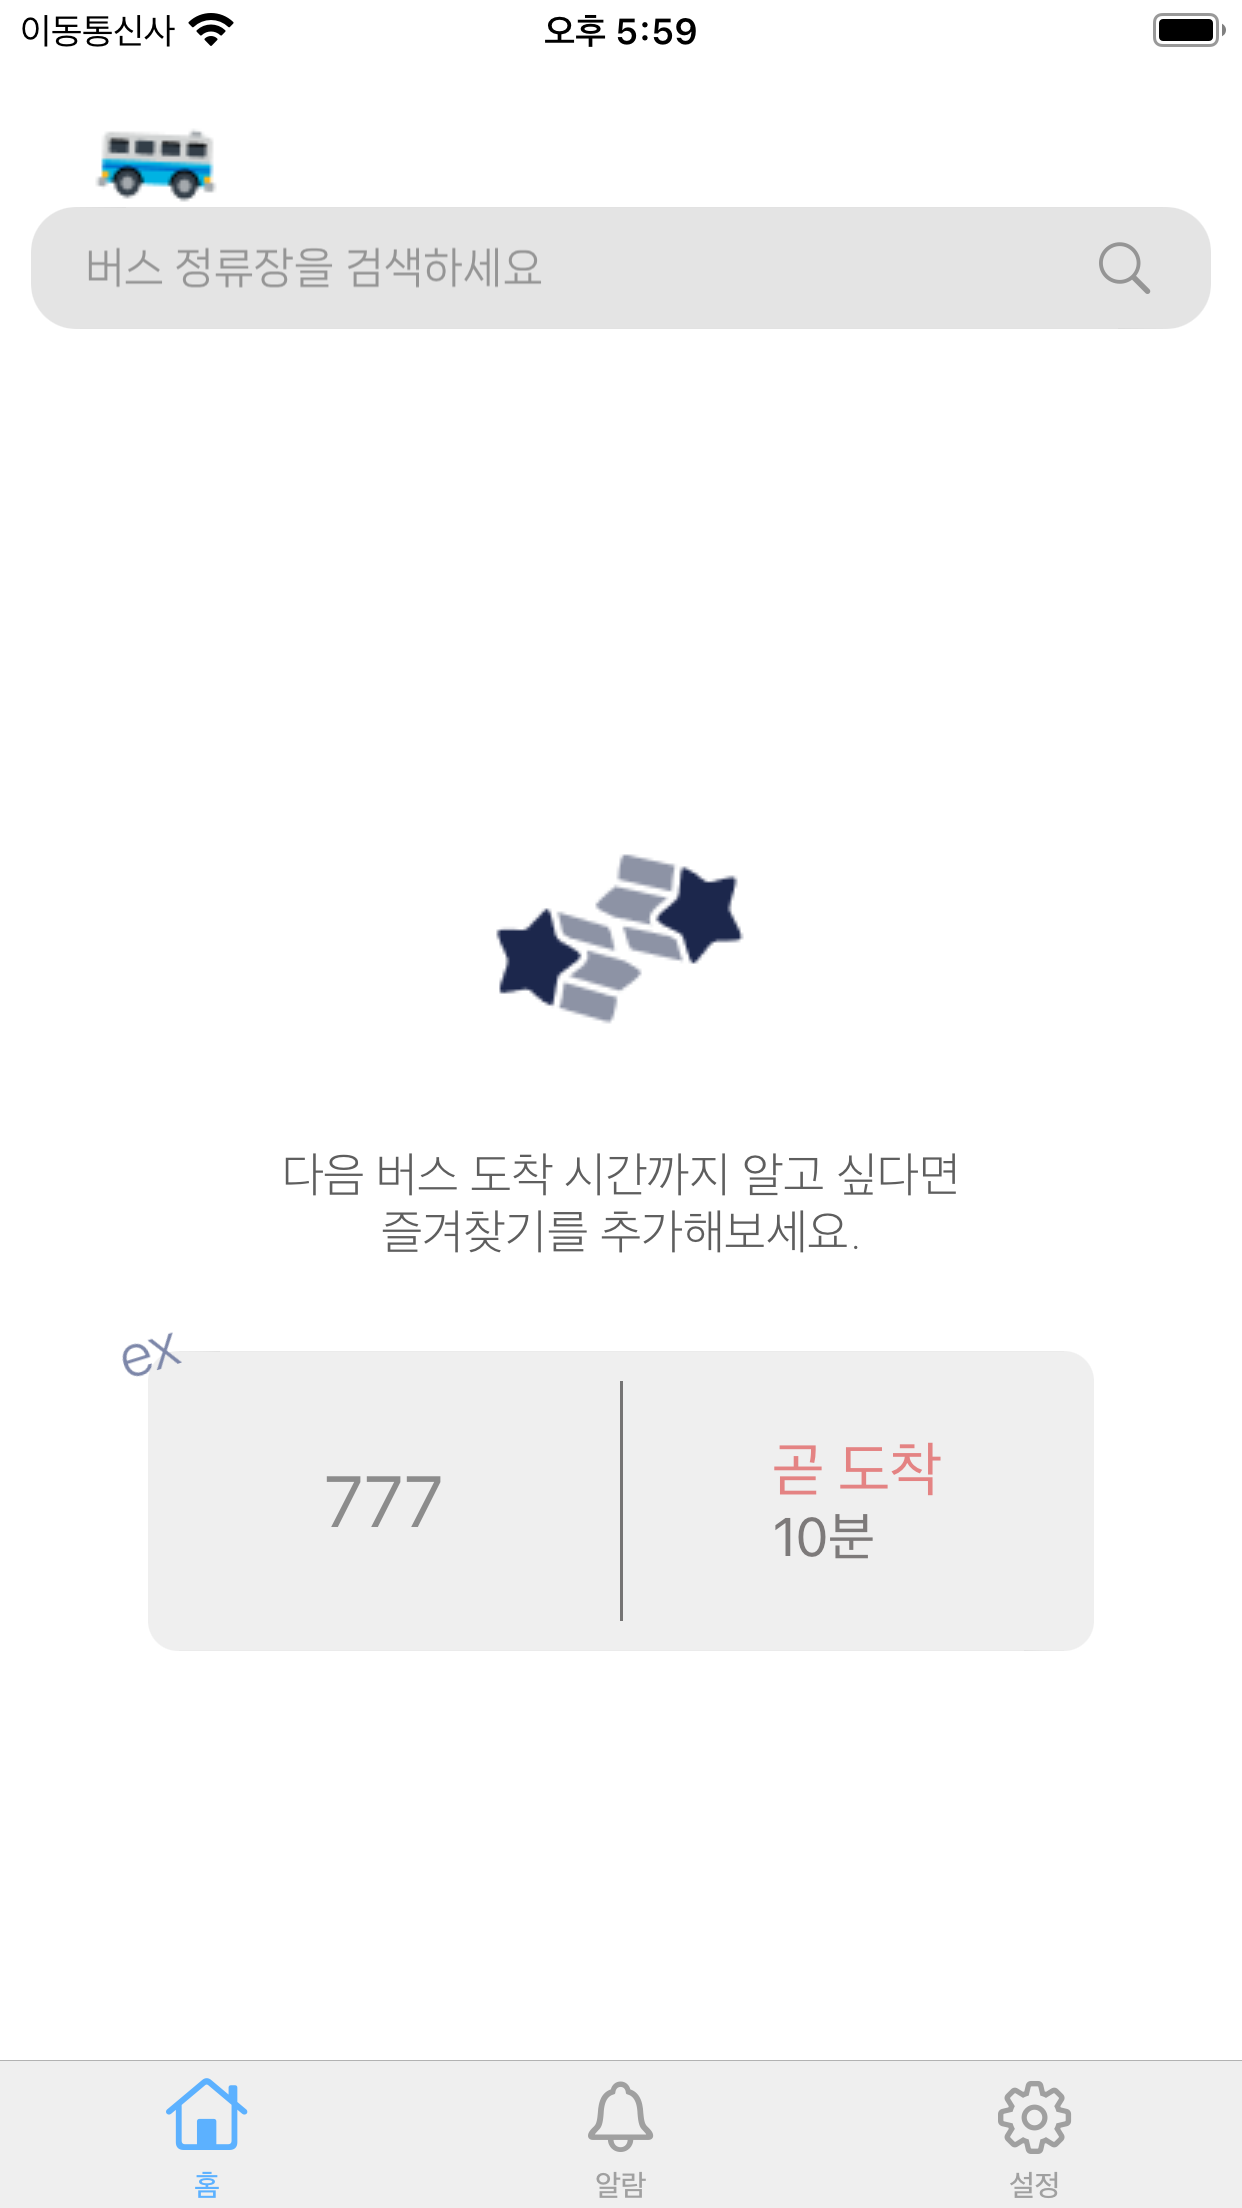 이동통신사 오후 5:59
버스 정류장을 검색하세요
다음 버스 도착 시간까지 알고 싶다면
즐겨찾기를 추가해보세요.
ex
777
곧 도착
10분
홈 알람 설정